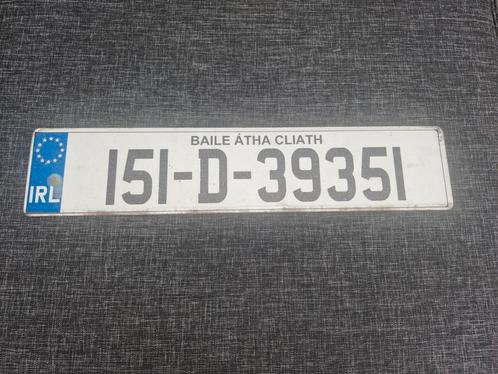 BAILE ÁTHA CLIATH
IRL
151-D-39351